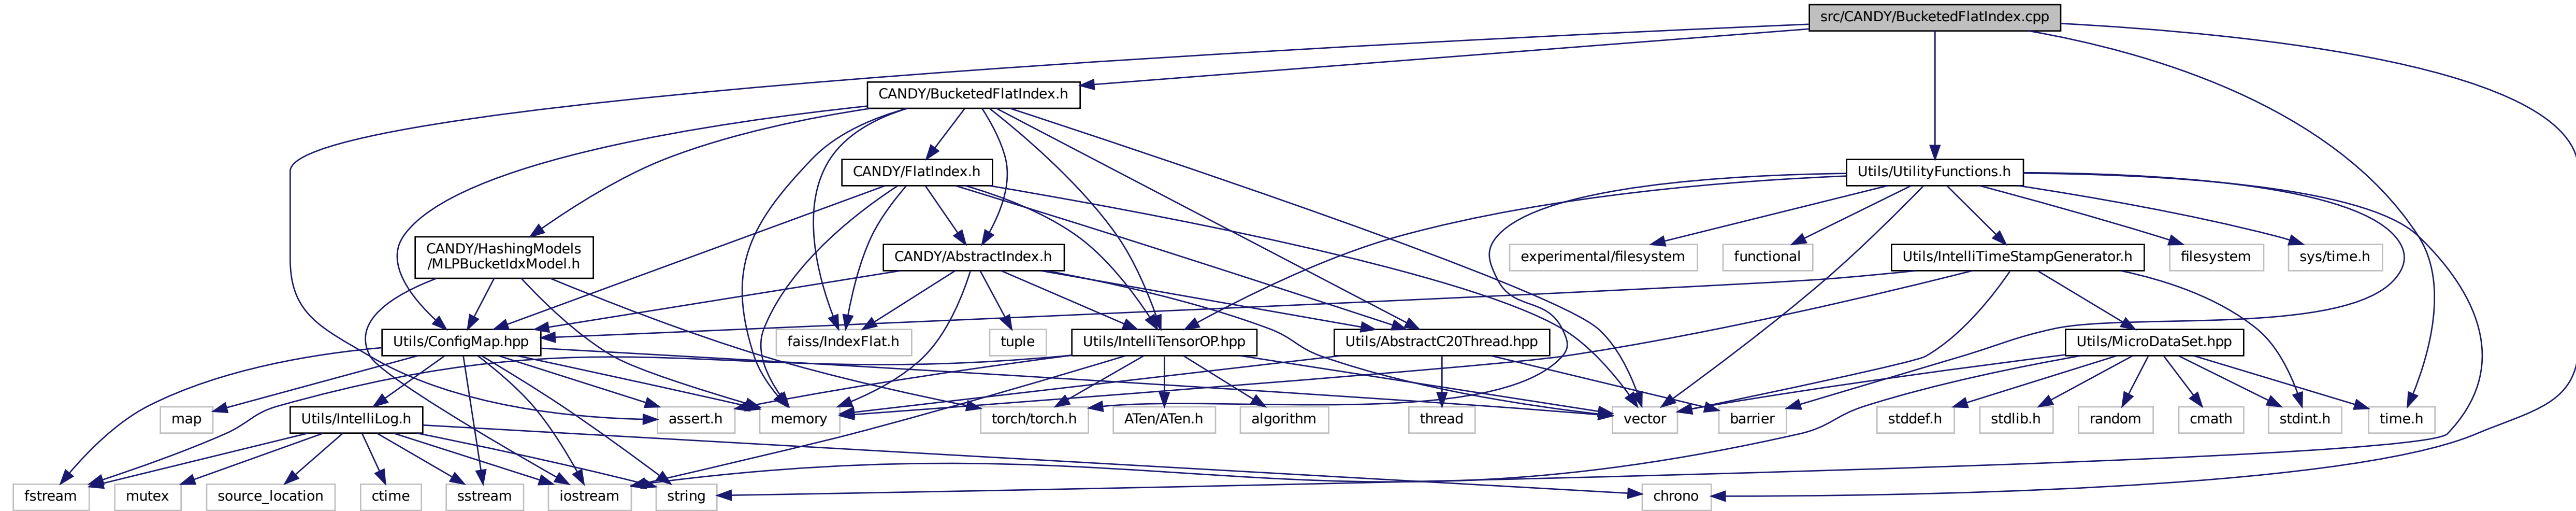 src/CANDY/BucketedFlatIndex.cpp
CANDY/BucketedFlatIndex.h
CANDY/FlatIndex.h
Utils/UtilityFunctions.h
CANDY/HashingModels
/MLPBucketIdxModel.h
CANDY/AbstractIndex.h
experimental/filesystem
functional
Utils/IntelliTimeStampGenerator.h
filesystem
sys/time.h
Utils/ConfigMap.hpp
faiss/IndexFlat.h
tuple
Utils/IntelliTensorOP.hpp
Utils/AbstractC20Thread.hpp
Utils/MicroDataSet.hpp
map
Utils/IntelliLog.h
assert.h
memory
torch/torch.h
ATen/ATen.h
algorithm
thread
vector
barrier
stddef.h
stdlib.h
random
cmath
stdint.h
time.h
fstream
mutex
source_location
ctime
sstream
iostream
string
chrono